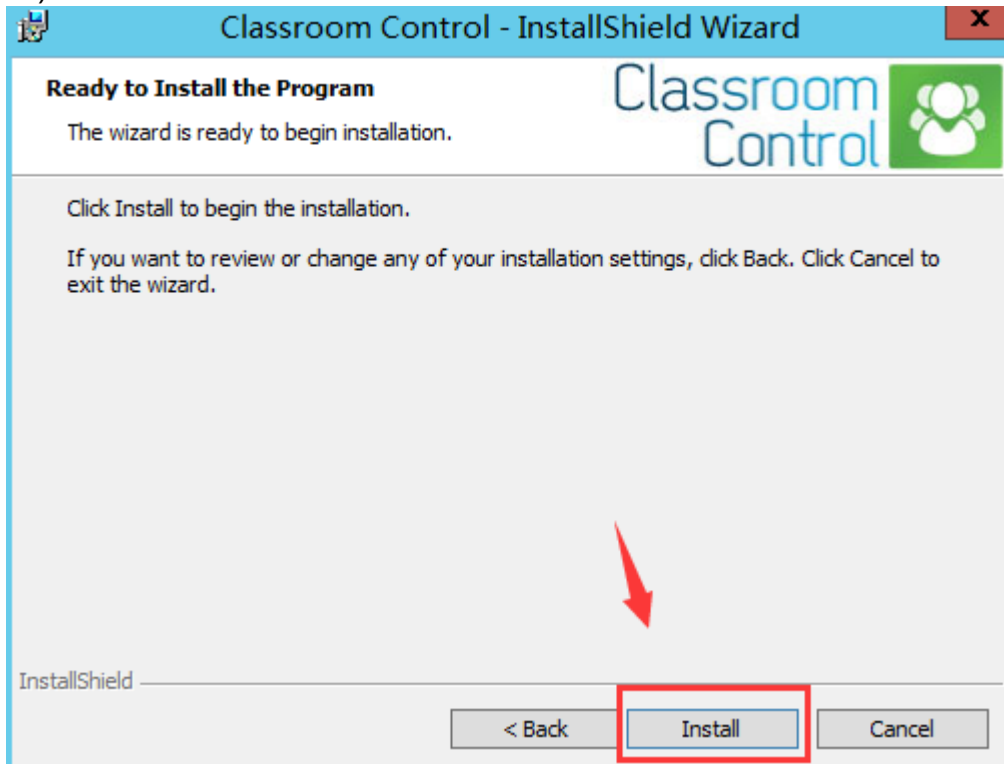 Classroom Control - InstallShield Wizard
x
Ready to Install the Program
The wizard is ready to begin installation.
Classroom
Control
Click Install to begin the installation.
If you want to review or change any of your installation settings, click Back. Click Cancel to
exit the wizard.
InstallShield
< Back
Install
Cancel